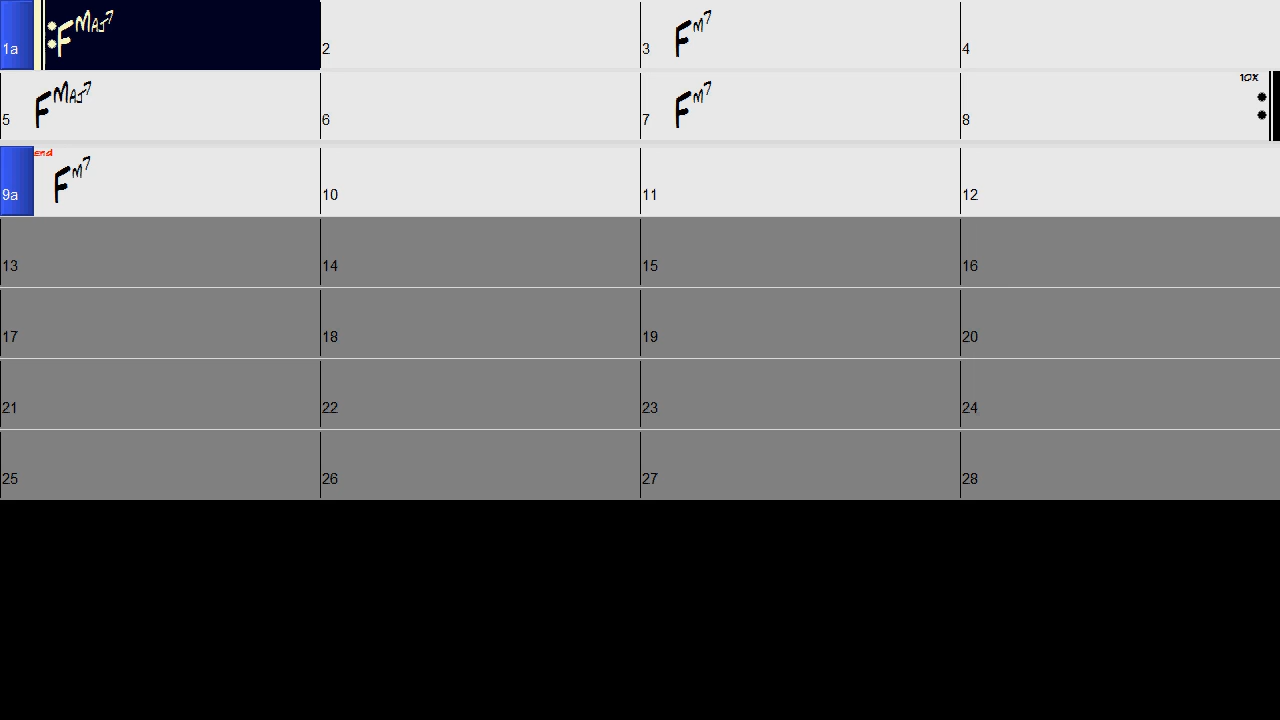 1a FMAJ7 2 3 FM7 4
10X
5 FMAJ7 6 7 FM7 8
End
9a FM7 10 11 12
13 14 15 16
17 18 19 20
21 22 23 24
25 26 27 28